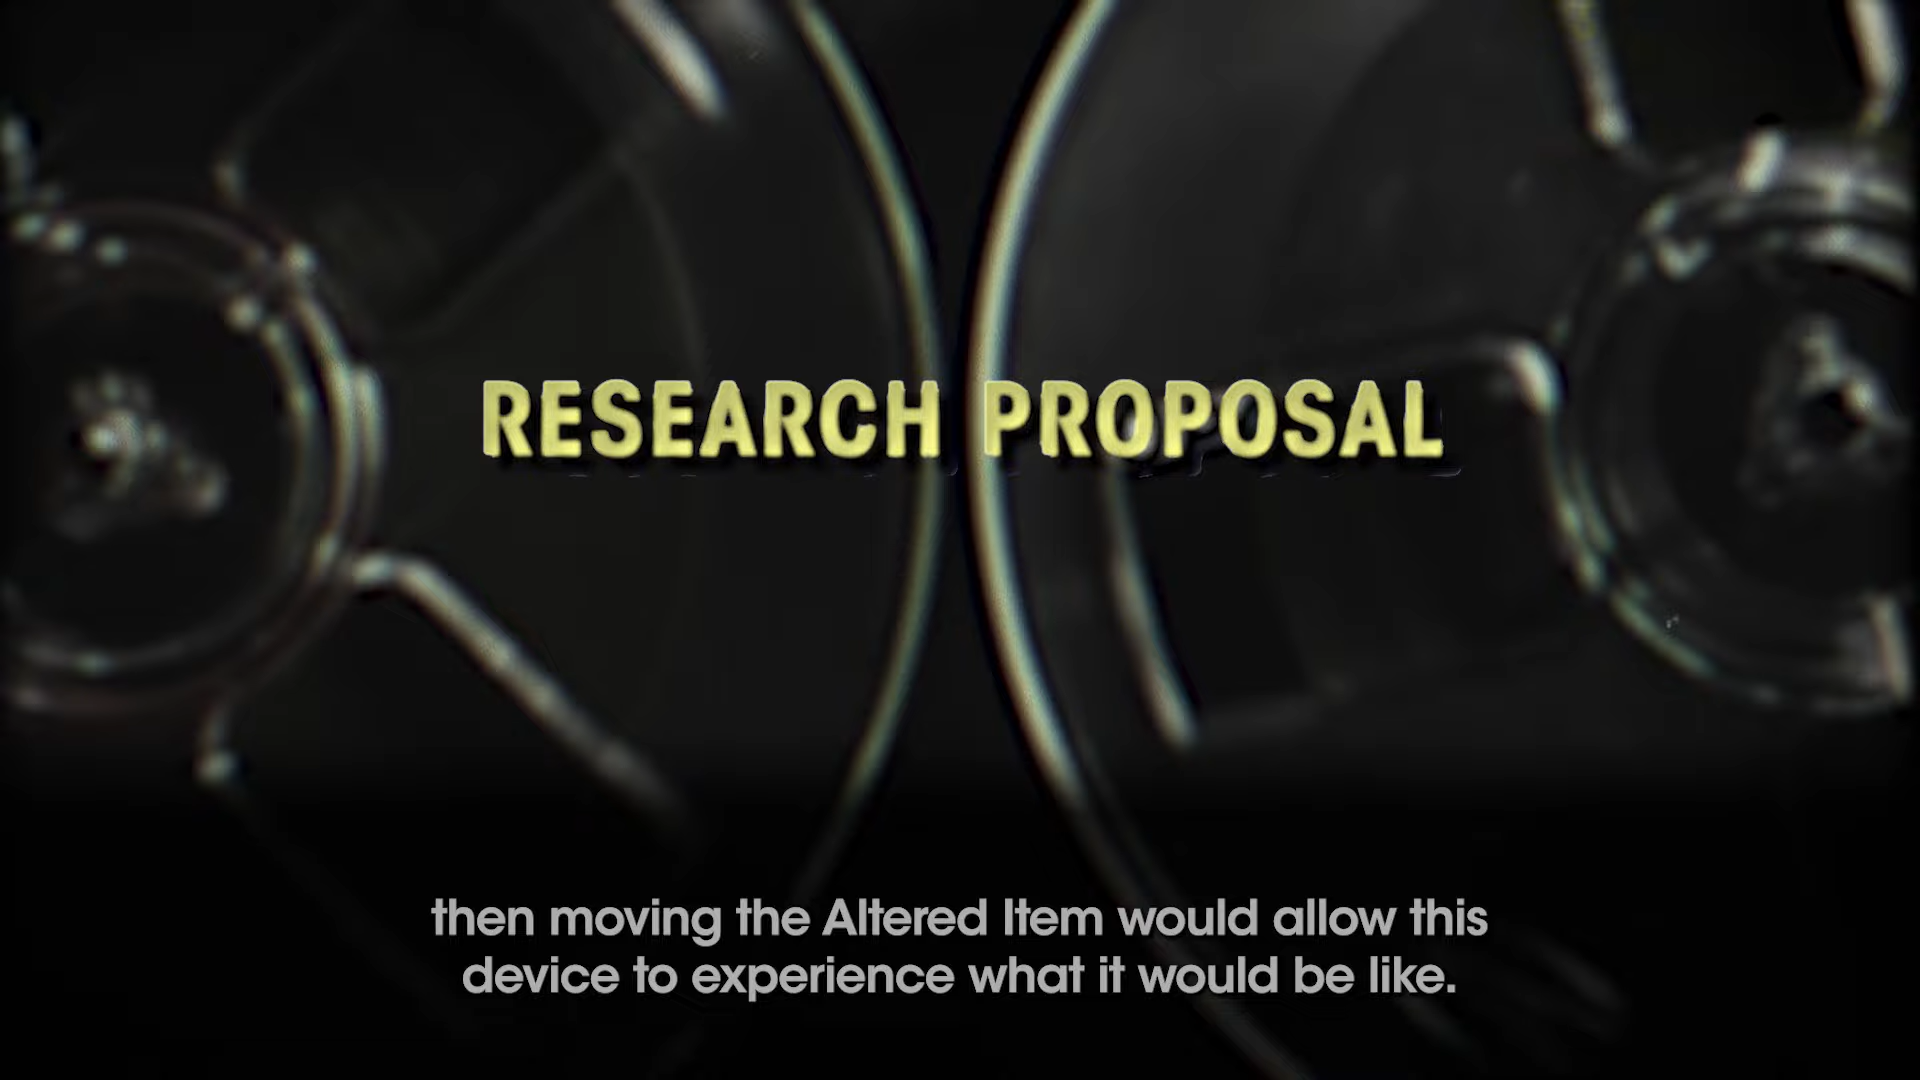 RESEARCH PROPOSAL
then moving the Altered Item would allow this
device to experience what it would be like.